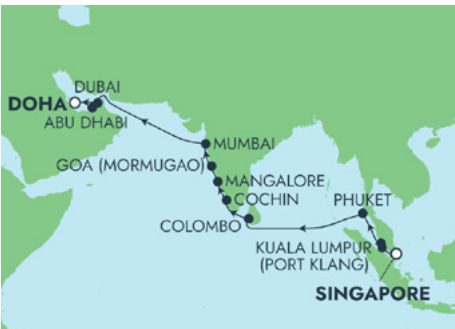 DUBAI
DOHA
ABU DHABI
MUMBAI
GOA (MORMUGAO)
MANGALORE
COCHIN
PHUKET
COLOMBO
KUALA LUMPUR
(PORT KLANG)
SINGAPORE